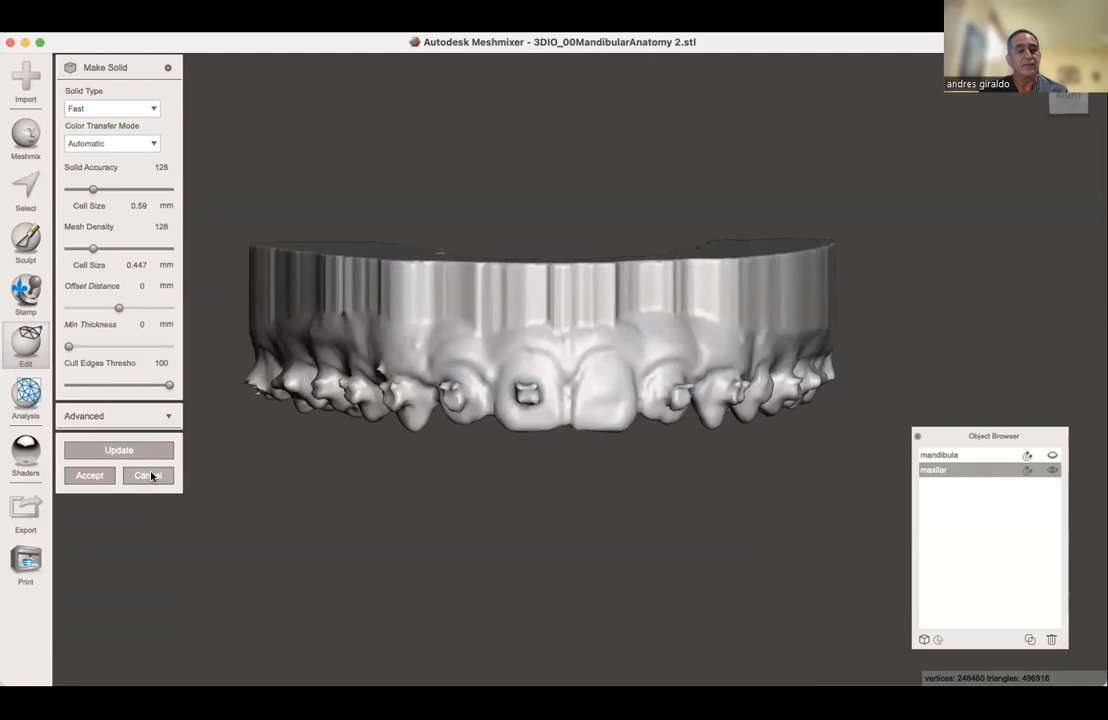 Autodesk Meshmixer - 3DIO_00MandibularAnatomy 2.stl
andres giraldo
RIGHT
Import
Meshmix
Select
Sculpt
Stamp
Edit
Analysis
Shaders
Export
Print
Make Solid
Solid Type
Fast
Color Transfer Mode
Automatic
Solid Accuracy 128
Cell Size 0.59 mm
Mesh Density 128
Cell Size 0.447 mm
Offset Distance 0 mm
Min Thickness 0 mm
Cull Edges Thresho 100
Advanced
Update
Accept Cancel
Object Browser
mandibula
maxilar
vertices: 248460 triangles: 496916